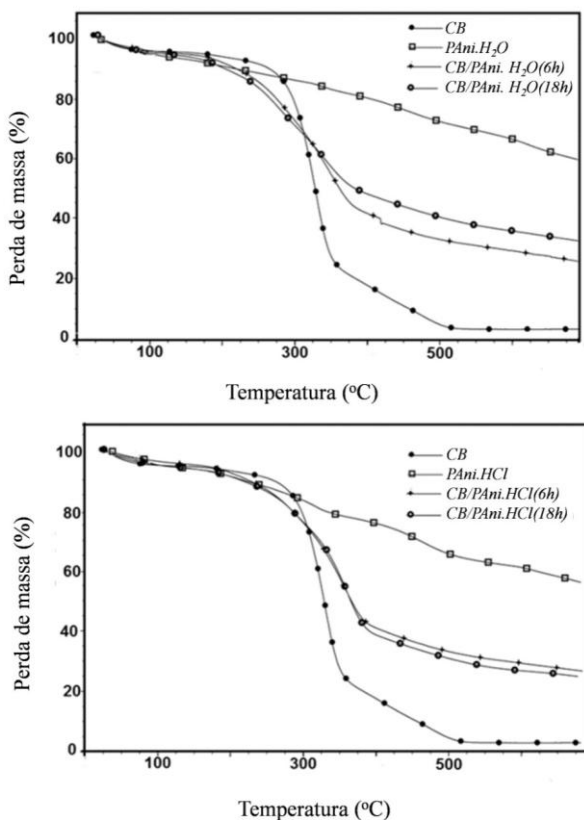 100
80
60
40
20
0
Perda de massa (%)
CB
PAni.H2O
CB/PAni. H2O(6h)
CB/PAni. H2O(18h)
100
300
500
Temperatura (oC)
100
80
60
40
20
0
Perda de massa (%)
CB
PAni.HCl
CB/PAni.HCl(6h)
CB/PAni.HCl(18h)
100
300
500
Temperatura (oC)